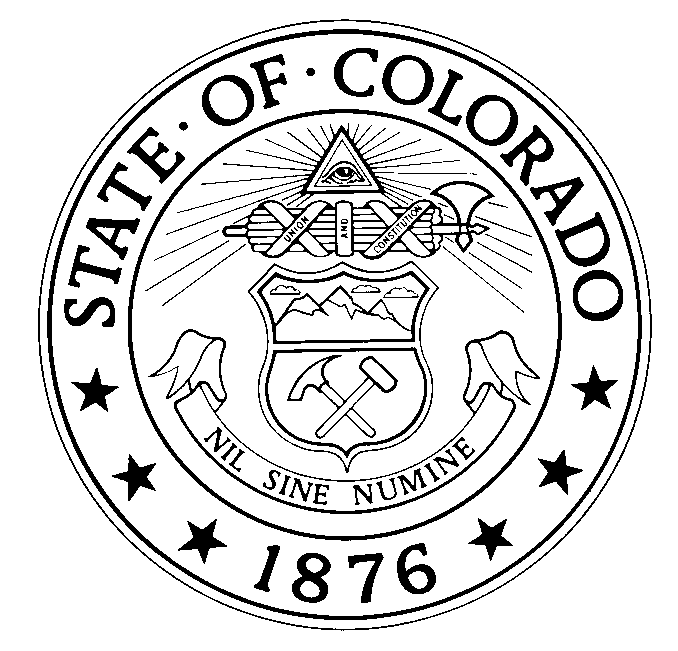 STATE · OF · COLORADO
UNION AND CONSTITUTION
NIL SINE NUMINE
1876